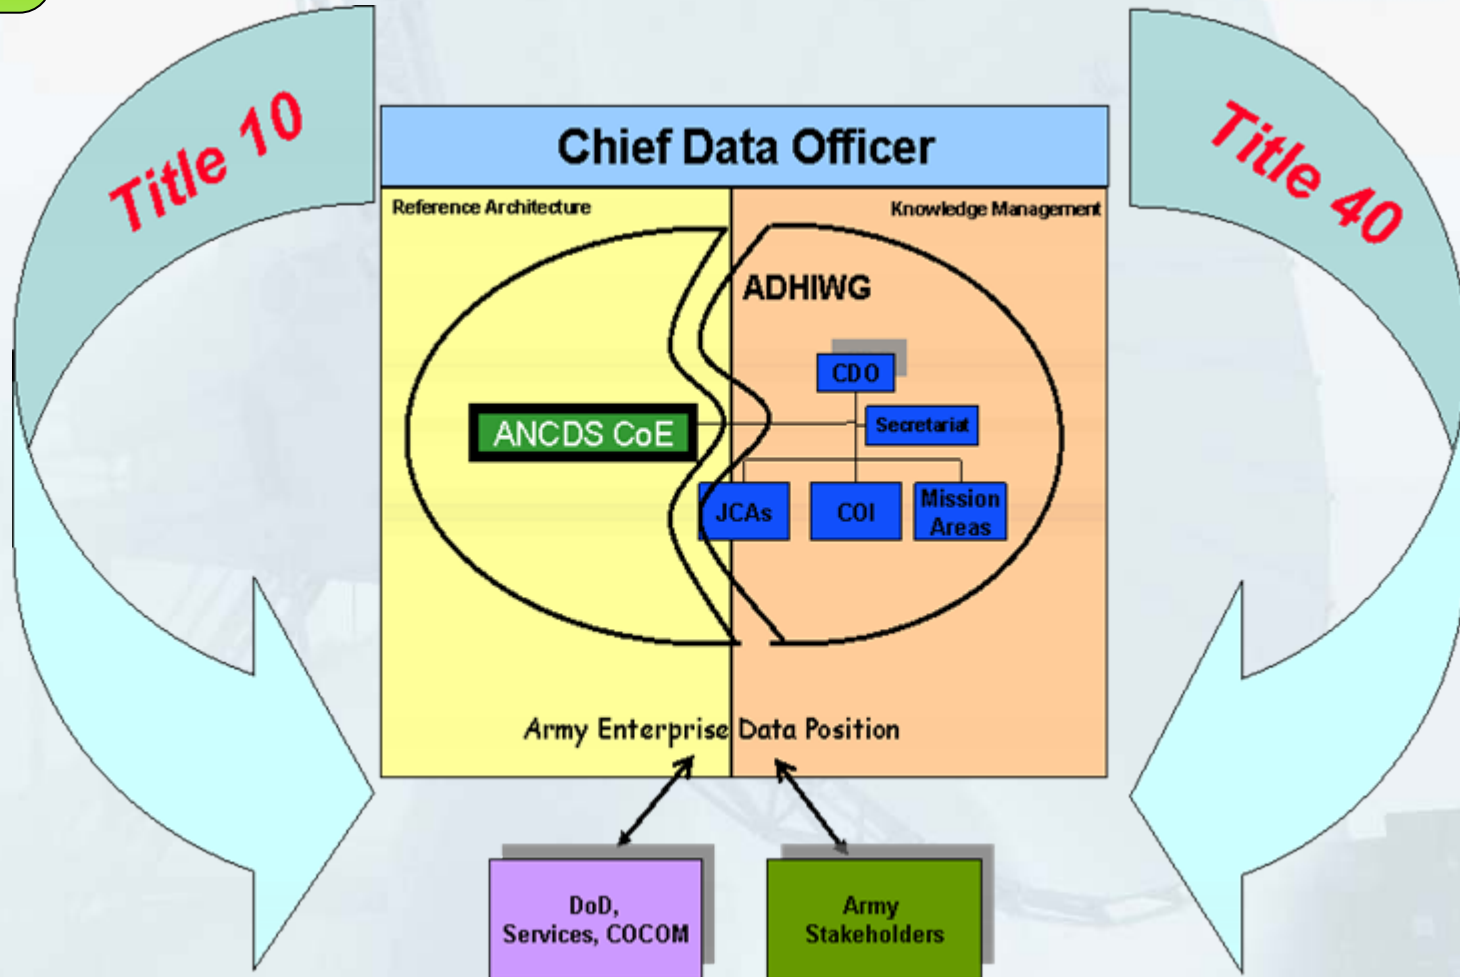 Title 10
Title 40
Chief Data Officer
Reference Architecture
Knowledge Management
ADHIWG
CDO
Secretariat
ANCDS CoE
JCAs
COI
Mission
Areas
Army Enterprise Data Position
DoD,
Services, COCOM
Army
Stakeholders